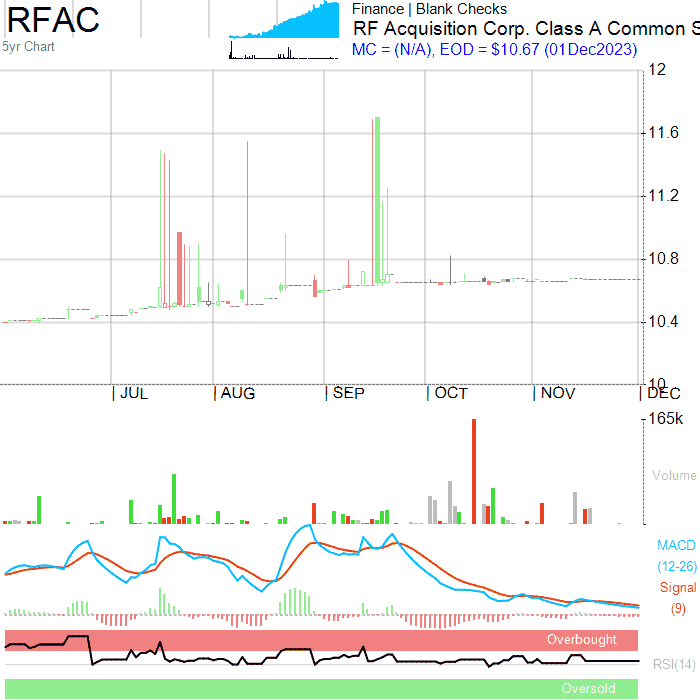 RFAC
5yr Chart
Finance | Blank Checks
RF Acquisition Corp. Class A Common S
MC = (N/A), EOD = $10.67 (01Dec2023)
12
11.6
11.2
10.8
10.4
10
JUL
AUG
SEP
OCT
NOV
DEC
165k
Volume
MACD
(12-26)
Signal
(9)
Overbought
RSI(14)
Oversold